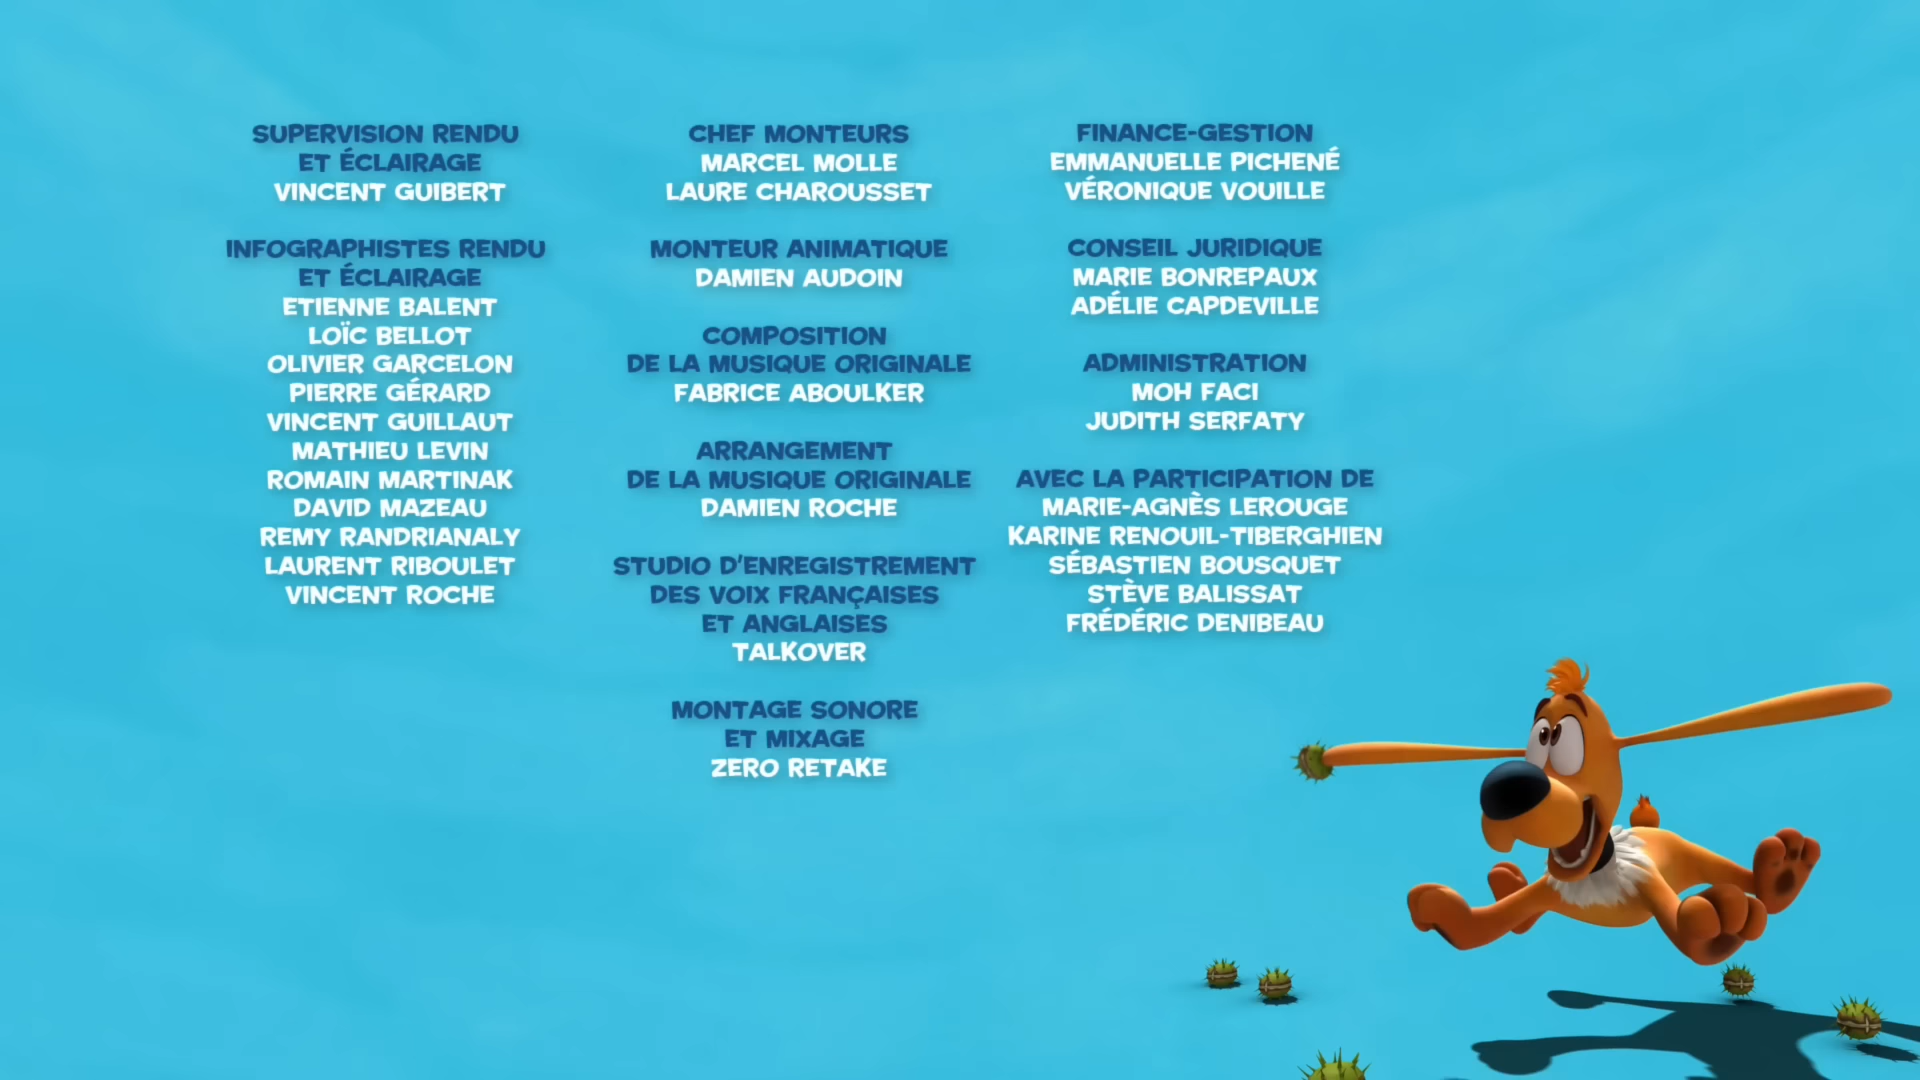 SUPERVISION RENDU
ET ÉCLAIRAGE
VINCENT GUIBERT
INFOGRAPHISTES RENDU
ET ÉCLAIRAGE
ETIENNE BALENT
LOÏC BELLOT
OLIVIER GARCELON
PIERRE GÉRARD
VINCENT GUILLAUT
MATHIEU LEVIN
ROMAIN MARTINAK
DAVID MAZEAU
REMY RANDRIANALY
LAURENT RIBOULET
VINCENT ROCHE
CHEF MONTEURS
MARCEL MOLLE
LAURE CHAROUSSET
MONTEUR ANIMATIQUE
DAMIEN AUDOIN
COMPOSITION
DE LA MUSIQUE ORIGINALE
FABRICE ABOULKER
ARRANGEMENT
DE LA MUSIQUE ORIGINALE
DAMIEN ROCHE
STUDIO D'ENREGISTREMENT
DES VOIX FRANÇAISES
ET ANGLAISES
TALKOVER
MONTAGE SONORE
ET MIXAGE
ZERO RETAKE
FINANCE-GESTION
EMMANUELLE PICHENÉ
VÉRONIQUE VOUILLE
CONSEIL JURIDIQUE
MARIE BONREPAUX
ADÉLIE CAPDEVILLE
ADMINISTRATION
MOH FACI
JUDITH SERFATY
AVEC LA PARTICIPATION DE
MARIE-AGNÈS LEROUGE
KARINE RENOUIL-TIBERGHIEN
SÉBASTIEN BOUSQUET
STÈVE BALISSAT
FRÉDÉRIC DENIBEAU